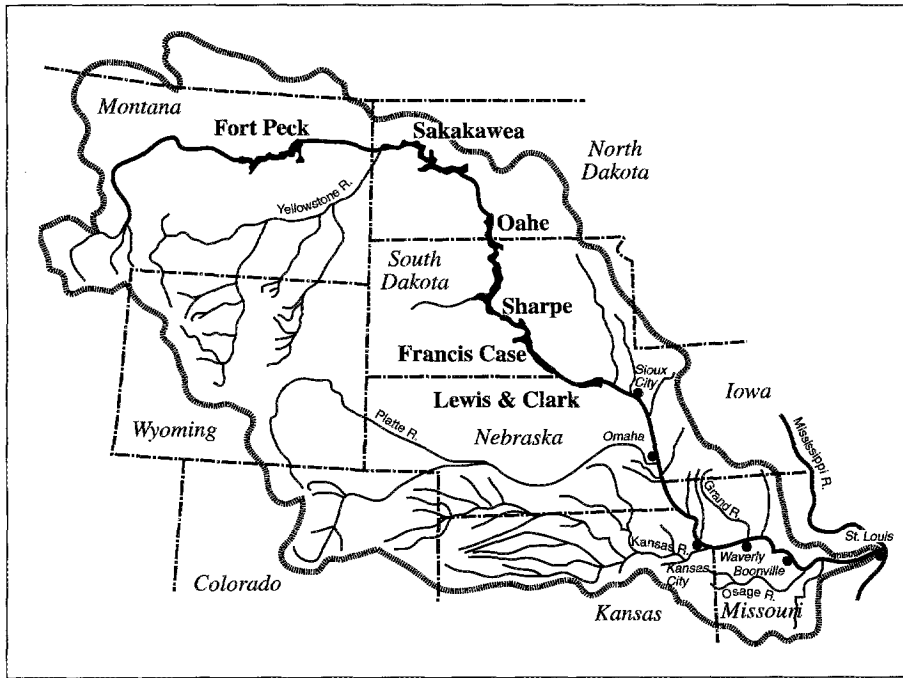 Montana
Fort Peck
Sakakawea
North
Dakota
Yellowstone R.
Oahe
South
Dakota
Sharpe
Francis Case
Sioux
City
Lewis & Clark
Iowa
Wyoming
Platte R.
Nebraska
Omaha
Mississippi R.
Grand R.
St. Louis
Kansas R.
Kansas
City
Waverly
Boonville
Colorado
Osage R.
Kansas
Missouri